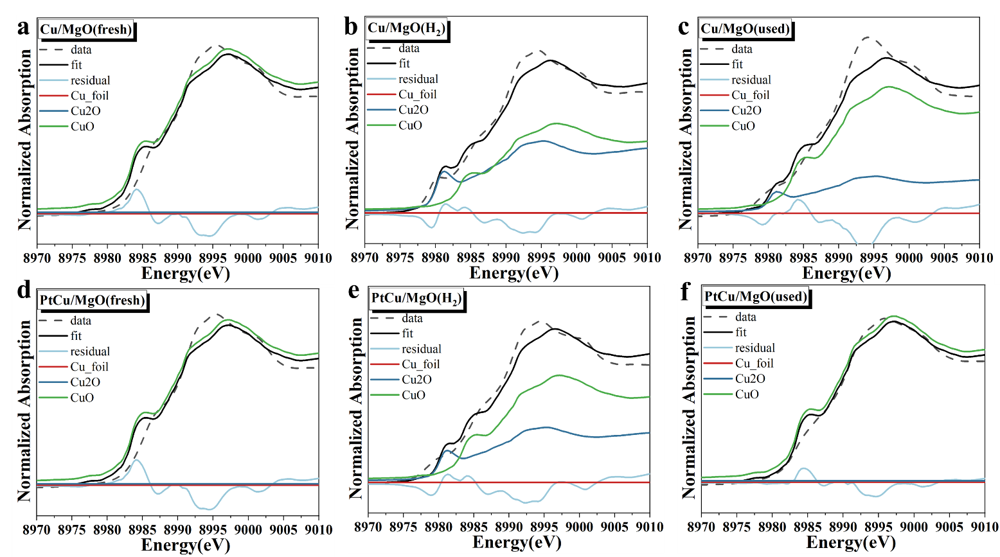 a
Cu/MgO(fresh)
data
fit
residual
Cu_foil
Cu2O
CuO
Normalized Absorption
8970 8975 8980 8985 8990 8995 9000 9005 9010
Energy(eV)
b
Cu/MgO(H₂)
data
fit
residual
Cu_foil
Cu2O
CuO
Normalized Absorption
8970 8975 8980 8985 8990 8995 9000 9005 9010
Energy(eV)
c
Cu/MgO(used)
data
fit
residual
Cu_foil
Cu2O
CuO
Normalized Absorption
8970 8975 8980 8985 8990 8995 9000 9005 9010
Energy(eV)
d
PtCu/MgO(fresh)
data
fit
residual
Cu_foil
Cu2O
CuO
Normalized Absorption
8970 8975 8980 8985 8990 8995 9000 9005 9010
Energy(eV)
e
PtCu/MgO(H₂)
data
fit
residual
Cu_foil
Cu2O
CuO
Normalized Absorption
8970 8975 8980 8985 8990 8995 9000 9005 9010
Energy(eV)
f
PtCu/MgO(used)
data
fit
residual
Cu_foil
Cu2O
CuO
Normalized Absorption
8970 8975 8980 8985 8990 8995 9000 9005 9010
Energy(eV)